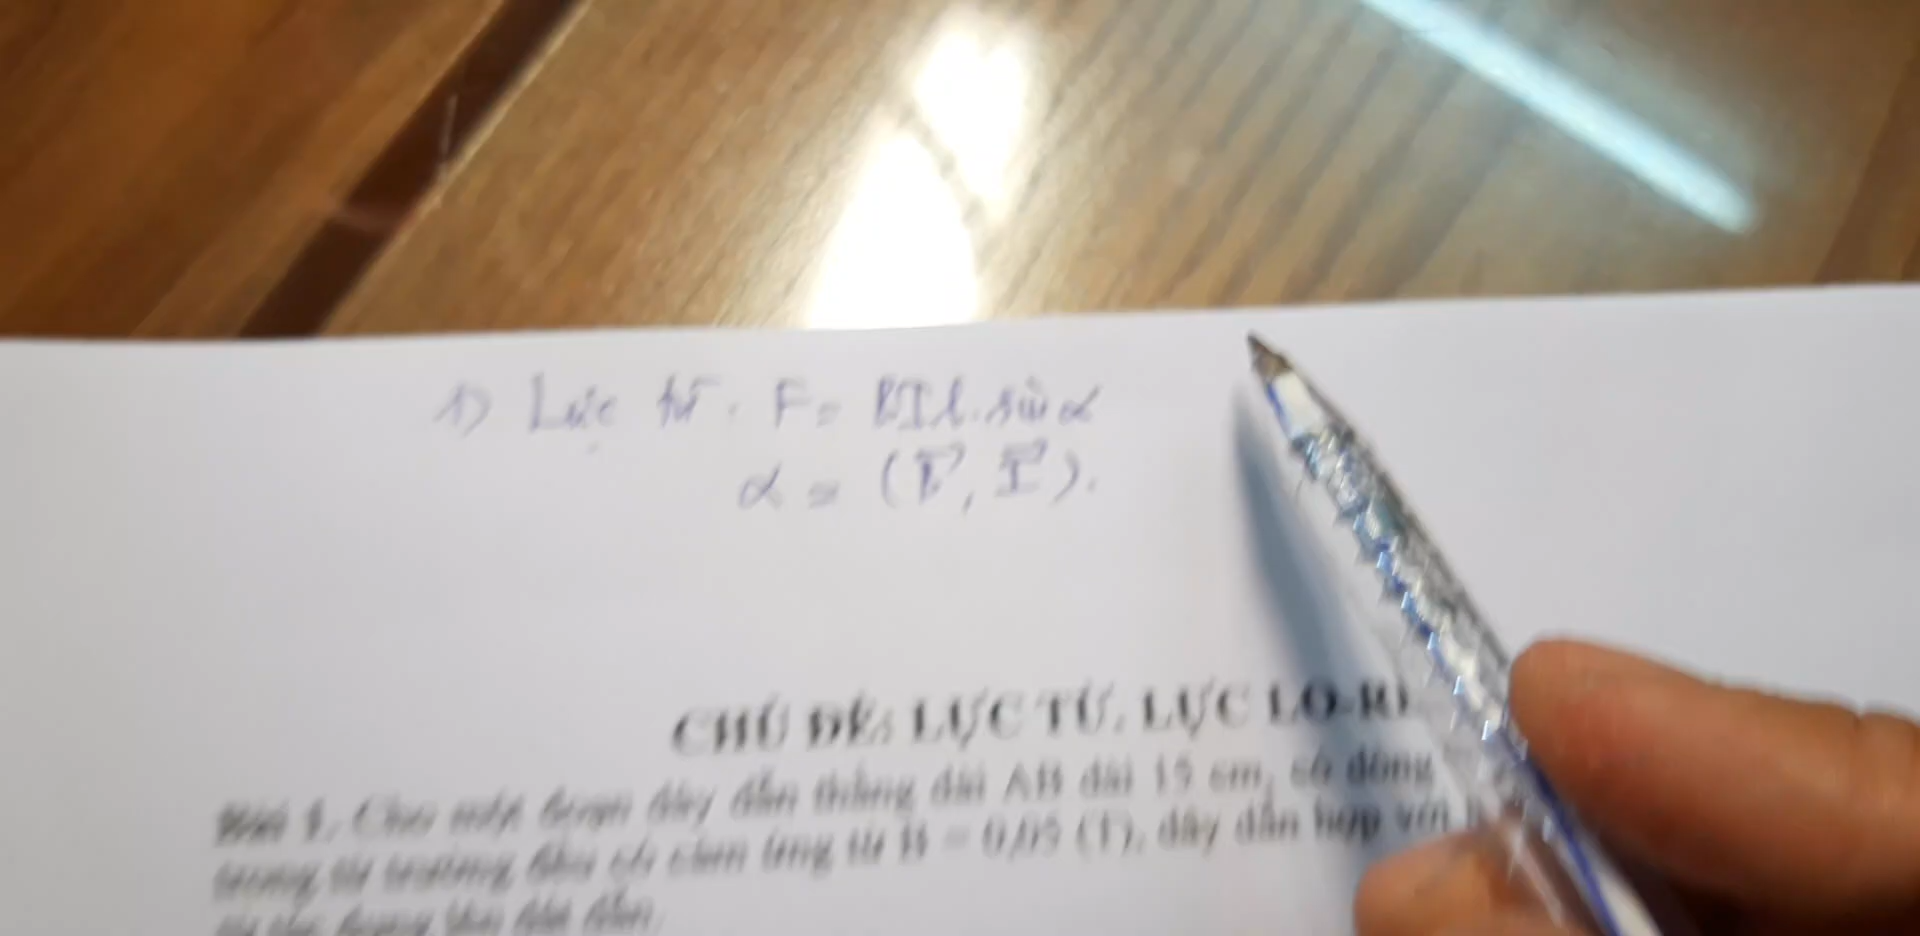 1) Lực từ. F = BIl.sinα
α = (B⃗, I⃗).
CHỦ ĐỀ: LỰC TỪ. LỰC LO-RE
Bài 1. Cho một đoạn dây dẫn thẳng dài AB dài 15 cm, có dòng
trong từ trường đều có cảm ứng từ B = 0,05 (T), dây dẫn hợp với
dây dẫn.